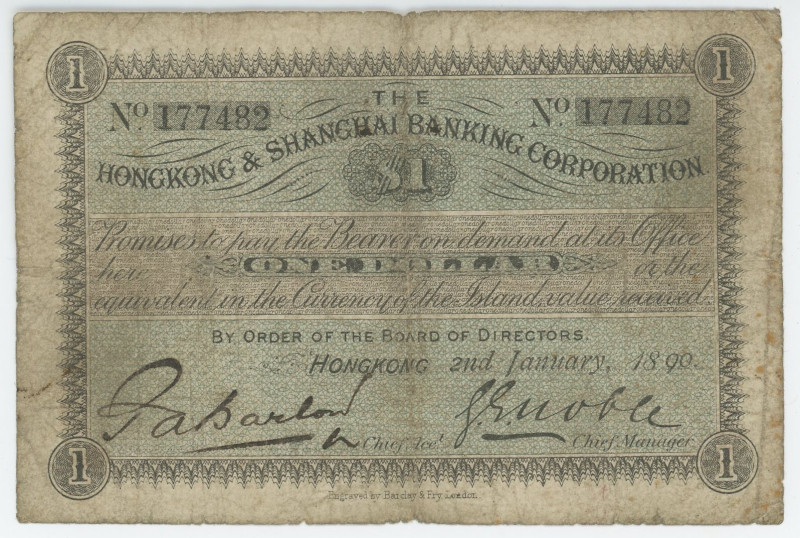 1 1
THE
No. 177482 No. 177482
HONGKONG & SHANGHAI BANKING CORPORATION.
$1
Promises to pay the Bearer on demand at its Office
here ONE DOLLAR or the
equivalent in the Currency of the Island, value received.
BY ORDER OF THE BOARD OF DIRECTORS.
HONGKONG 2nd January, 1890.
G. E. Noble
Chief Acct. Chief Manager.
1 1
Engraved by Barclay & Fry, London.